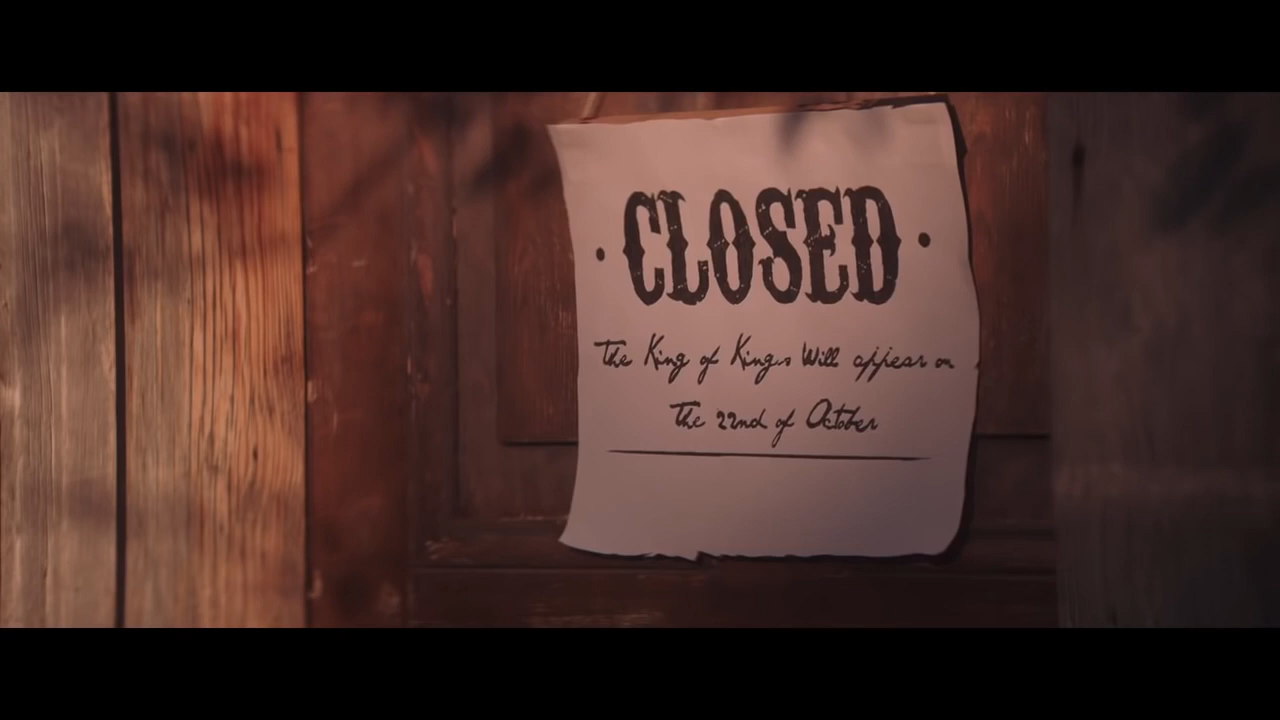 • CLOSED •
The King of Kings Will appear on
The 22nd of October